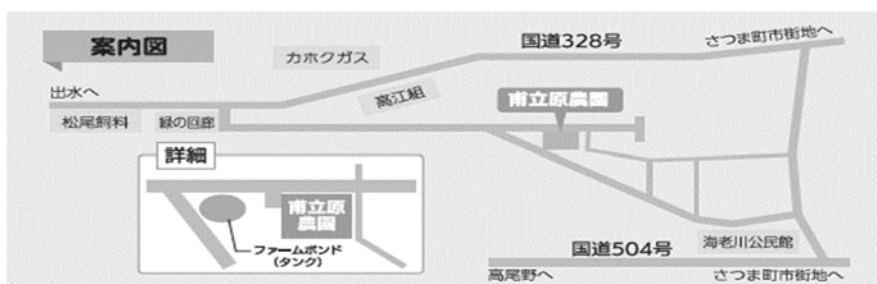 案内図
カホクガス
国道328号
さつま町市街地へ
出水へ
高江組
甫立原農園
松尾飼料
緑の回廊
詳細
甫立原
農園
ファームポンド
(タンク)
国道504号
海老川公民館
高尾野へ
さつま町市街地へ